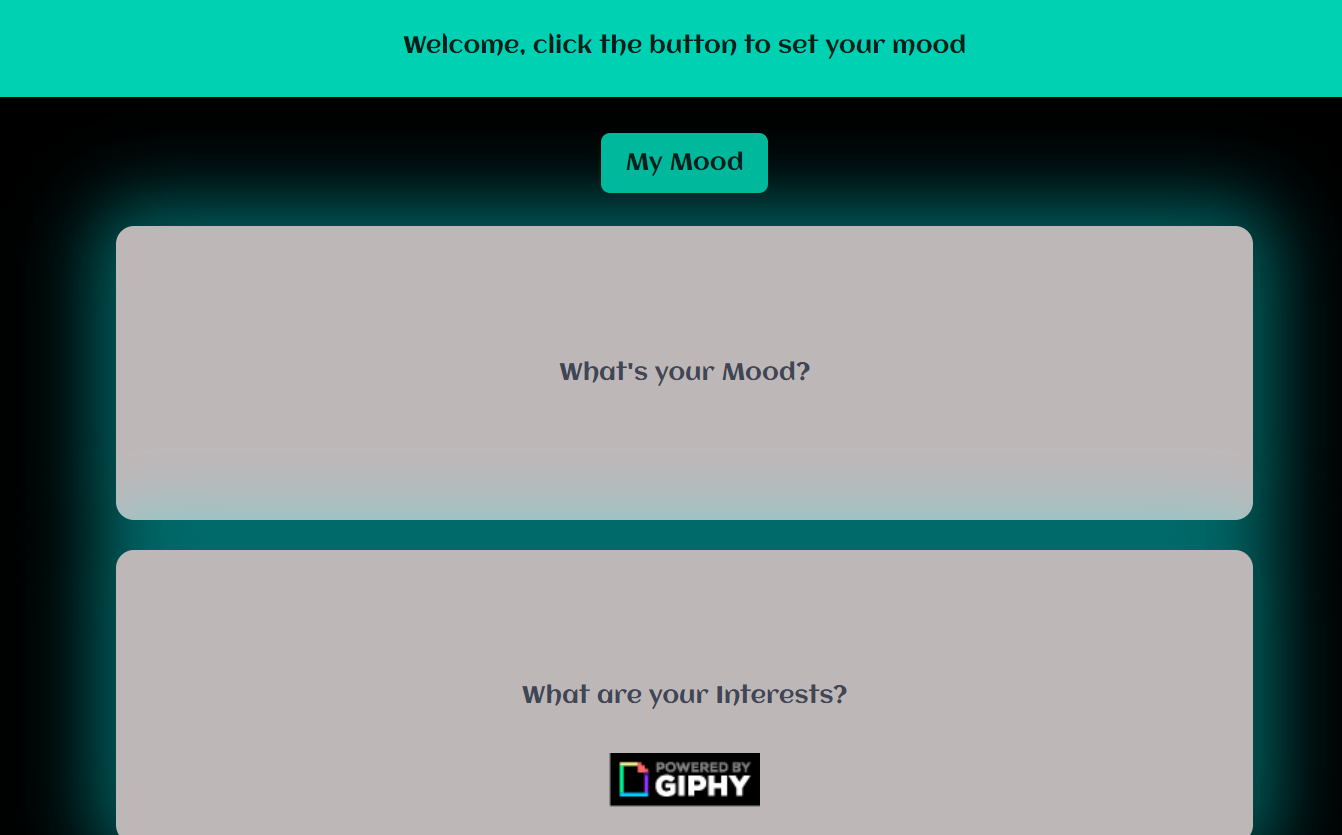 Welcome, click the button to set your mood
My Mood
What's your Mood?
What are your Interests?
POWERED BY
GIPHY